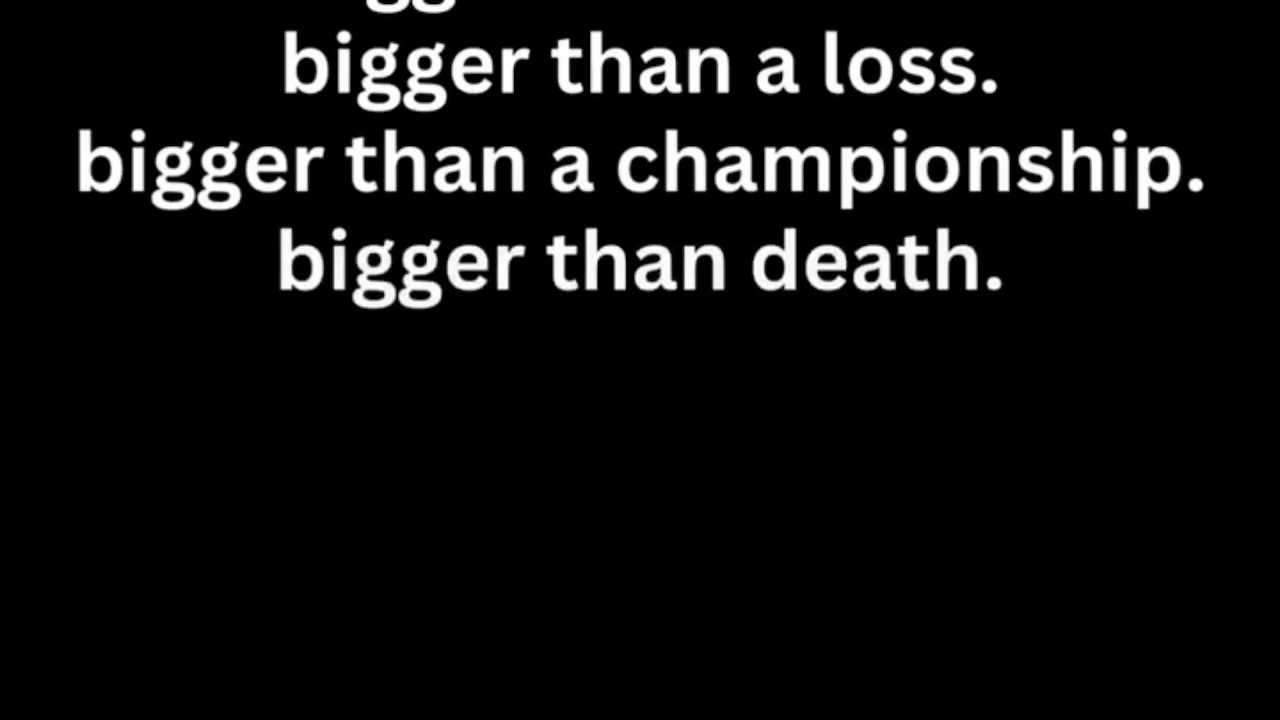 bigger than a loss.
bigger than a championship.
bigger than death.